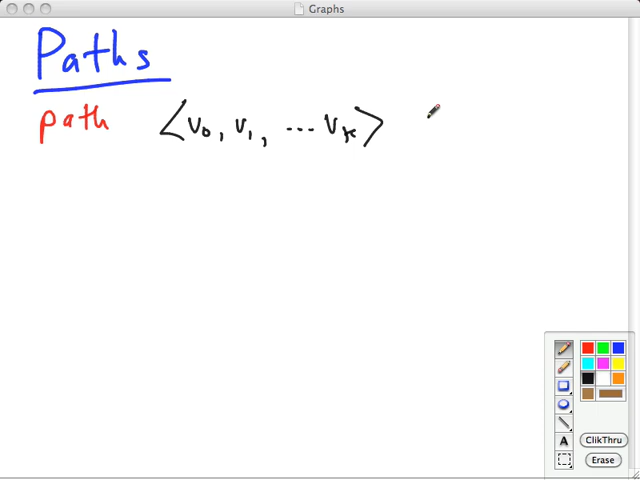 Graphs
Paths
path <v₀, v₁, ... vₖ>
A
ClikThru
Erase